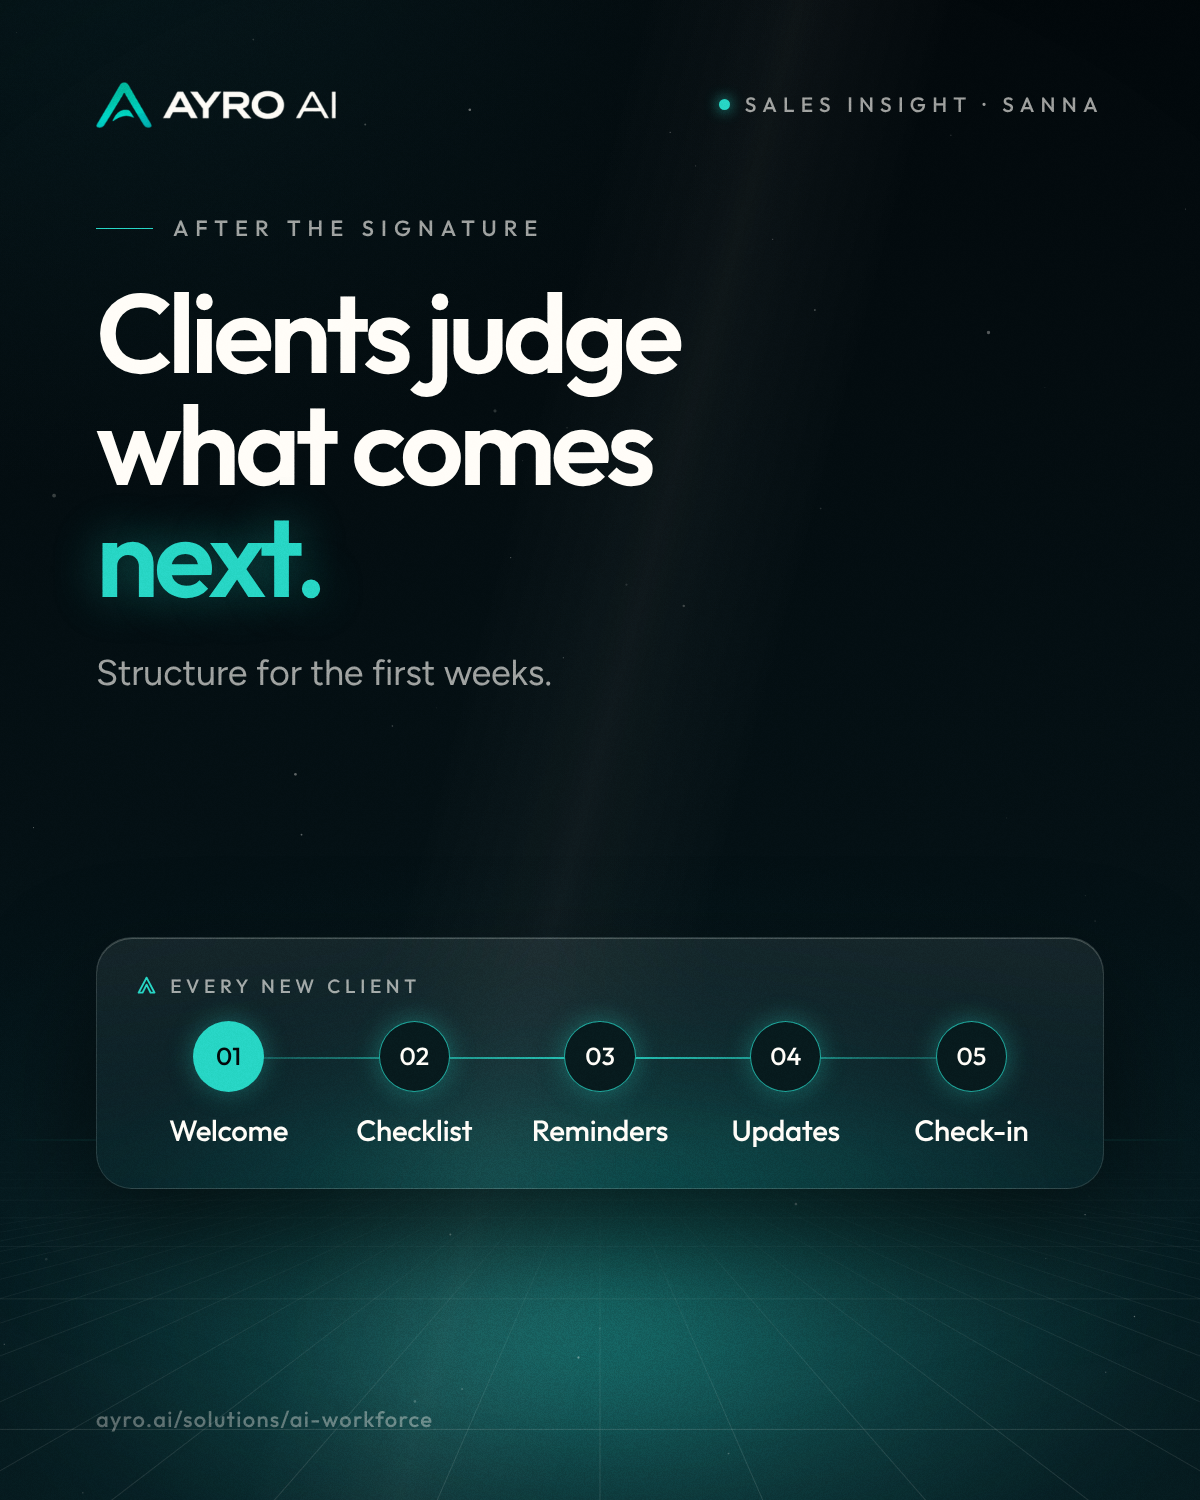 AYRO AI
SALES INSIGHT · SANNA
AFTER THE SIGNATURE
Clients judge
what comes
next.
Structure for the first weeks.
EVERY NEW CLIENT
01 02 03 04 05
Welcome Checklist Reminders Updates Check-in
ayro.ai/solutions/ai-workforce